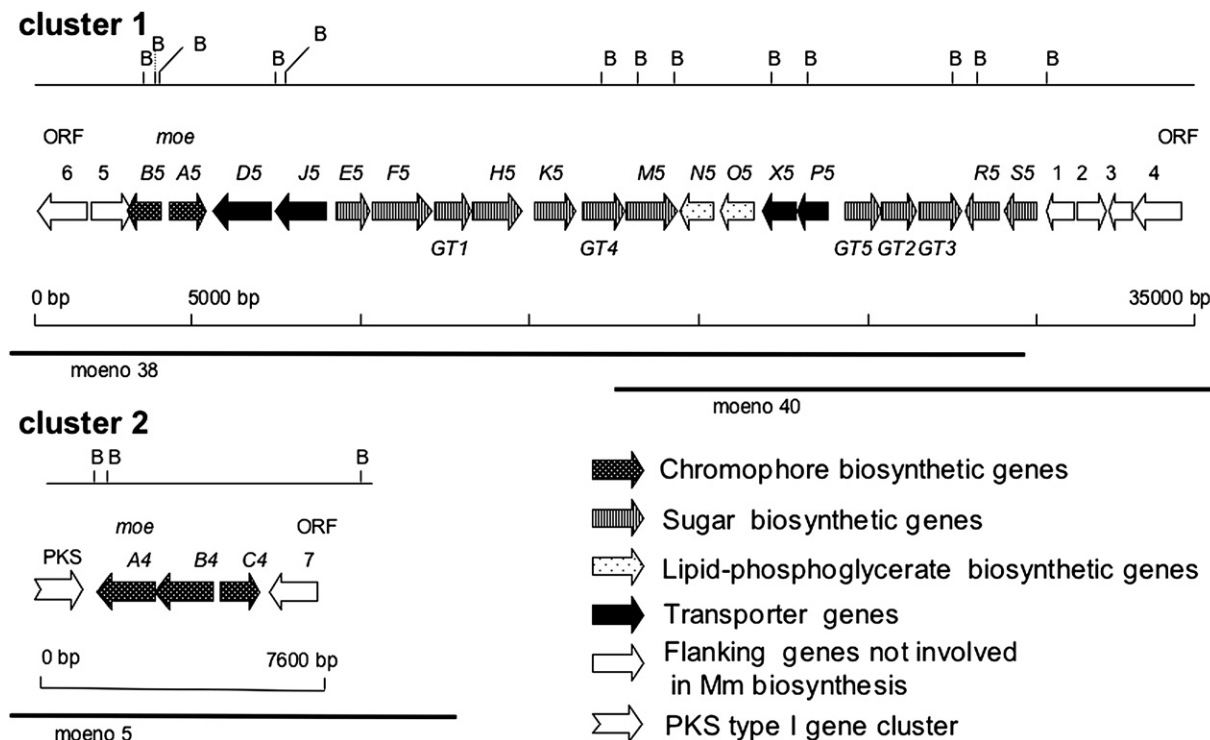 cluster 1
B B B B B B B B B B B B B
ORF moe ORF
6 5 B5 A5 D5 J5 E5 F5 H5 K5 M5 N5 O5 X5 P5 R5 S5 1 2 3 4
GT1 GT4 GT5 GT2 GT3
0 bp 5000 bp 35000 bp
moeno 38
moeno 40
cluster 2
B B B
moe ORF
PKS A4 B4 C4 7
0 bp 7600 bp
moeno 5
Chromophore biosynthetic genes
Sugar biosynthetic genes
Lipid-phosphoglycerate biosynthetic genes
Transporter genes
Flanking genes not involved
in Mm biosynthesis
PKS type I gene cluster